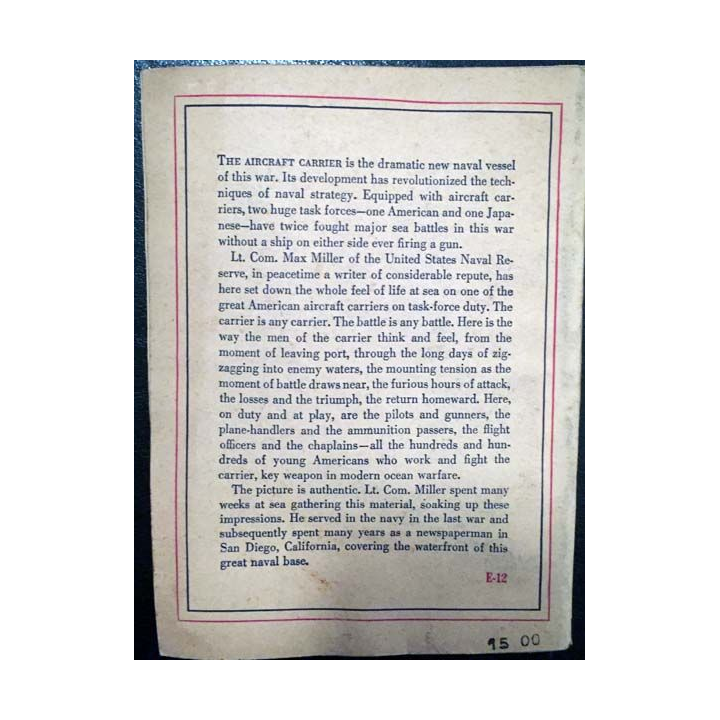 THE AIRCRAFT CARRIER is the dramatic new naval vessel
of this war. Its development has revolutionized the tech-
niques of naval strategy. Equipped with aircraft car-
riers, two huge task forces—one American and one Japa-
nese—have twice fought major sea battles in this war
without a ship on either side ever firing a gun.
Lt. Com. Max Miller of the United States Naval Re-
serve, in peacetime a writer of considerable repute, has
here set down the whole feel of life at sea on one of the
great American aircraft carriers on task-force duty. The
carrier is any carrier. The battle is any battle. Here is the
way the men of the carrier think and feel, from the
moment of leaving port, through the long days of zig-
zagging into enemy waters, the mounting tension as the
moment of battle draws near, the furious hours of attack,
the losses and the triumph, the return homeward. Here,
on duty and at play, are the pilots and gunners, the
plane-handlers and the ammunition passers, the flight
officers and the chaplains—all the hundreds and hun-
dreds of young Americans who work and fight the
carrier, key weapon in modern ocean warfare.
The picture is authentic. Lt. Com. Miller spent many
weeks at sea gathering this material, soaking up these
impressions. He served in the navy in the last war and
subsequently spent many years as a newspaperman in
San Diego, California, covering the waterfront of this
great naval base.
E-12
15 00